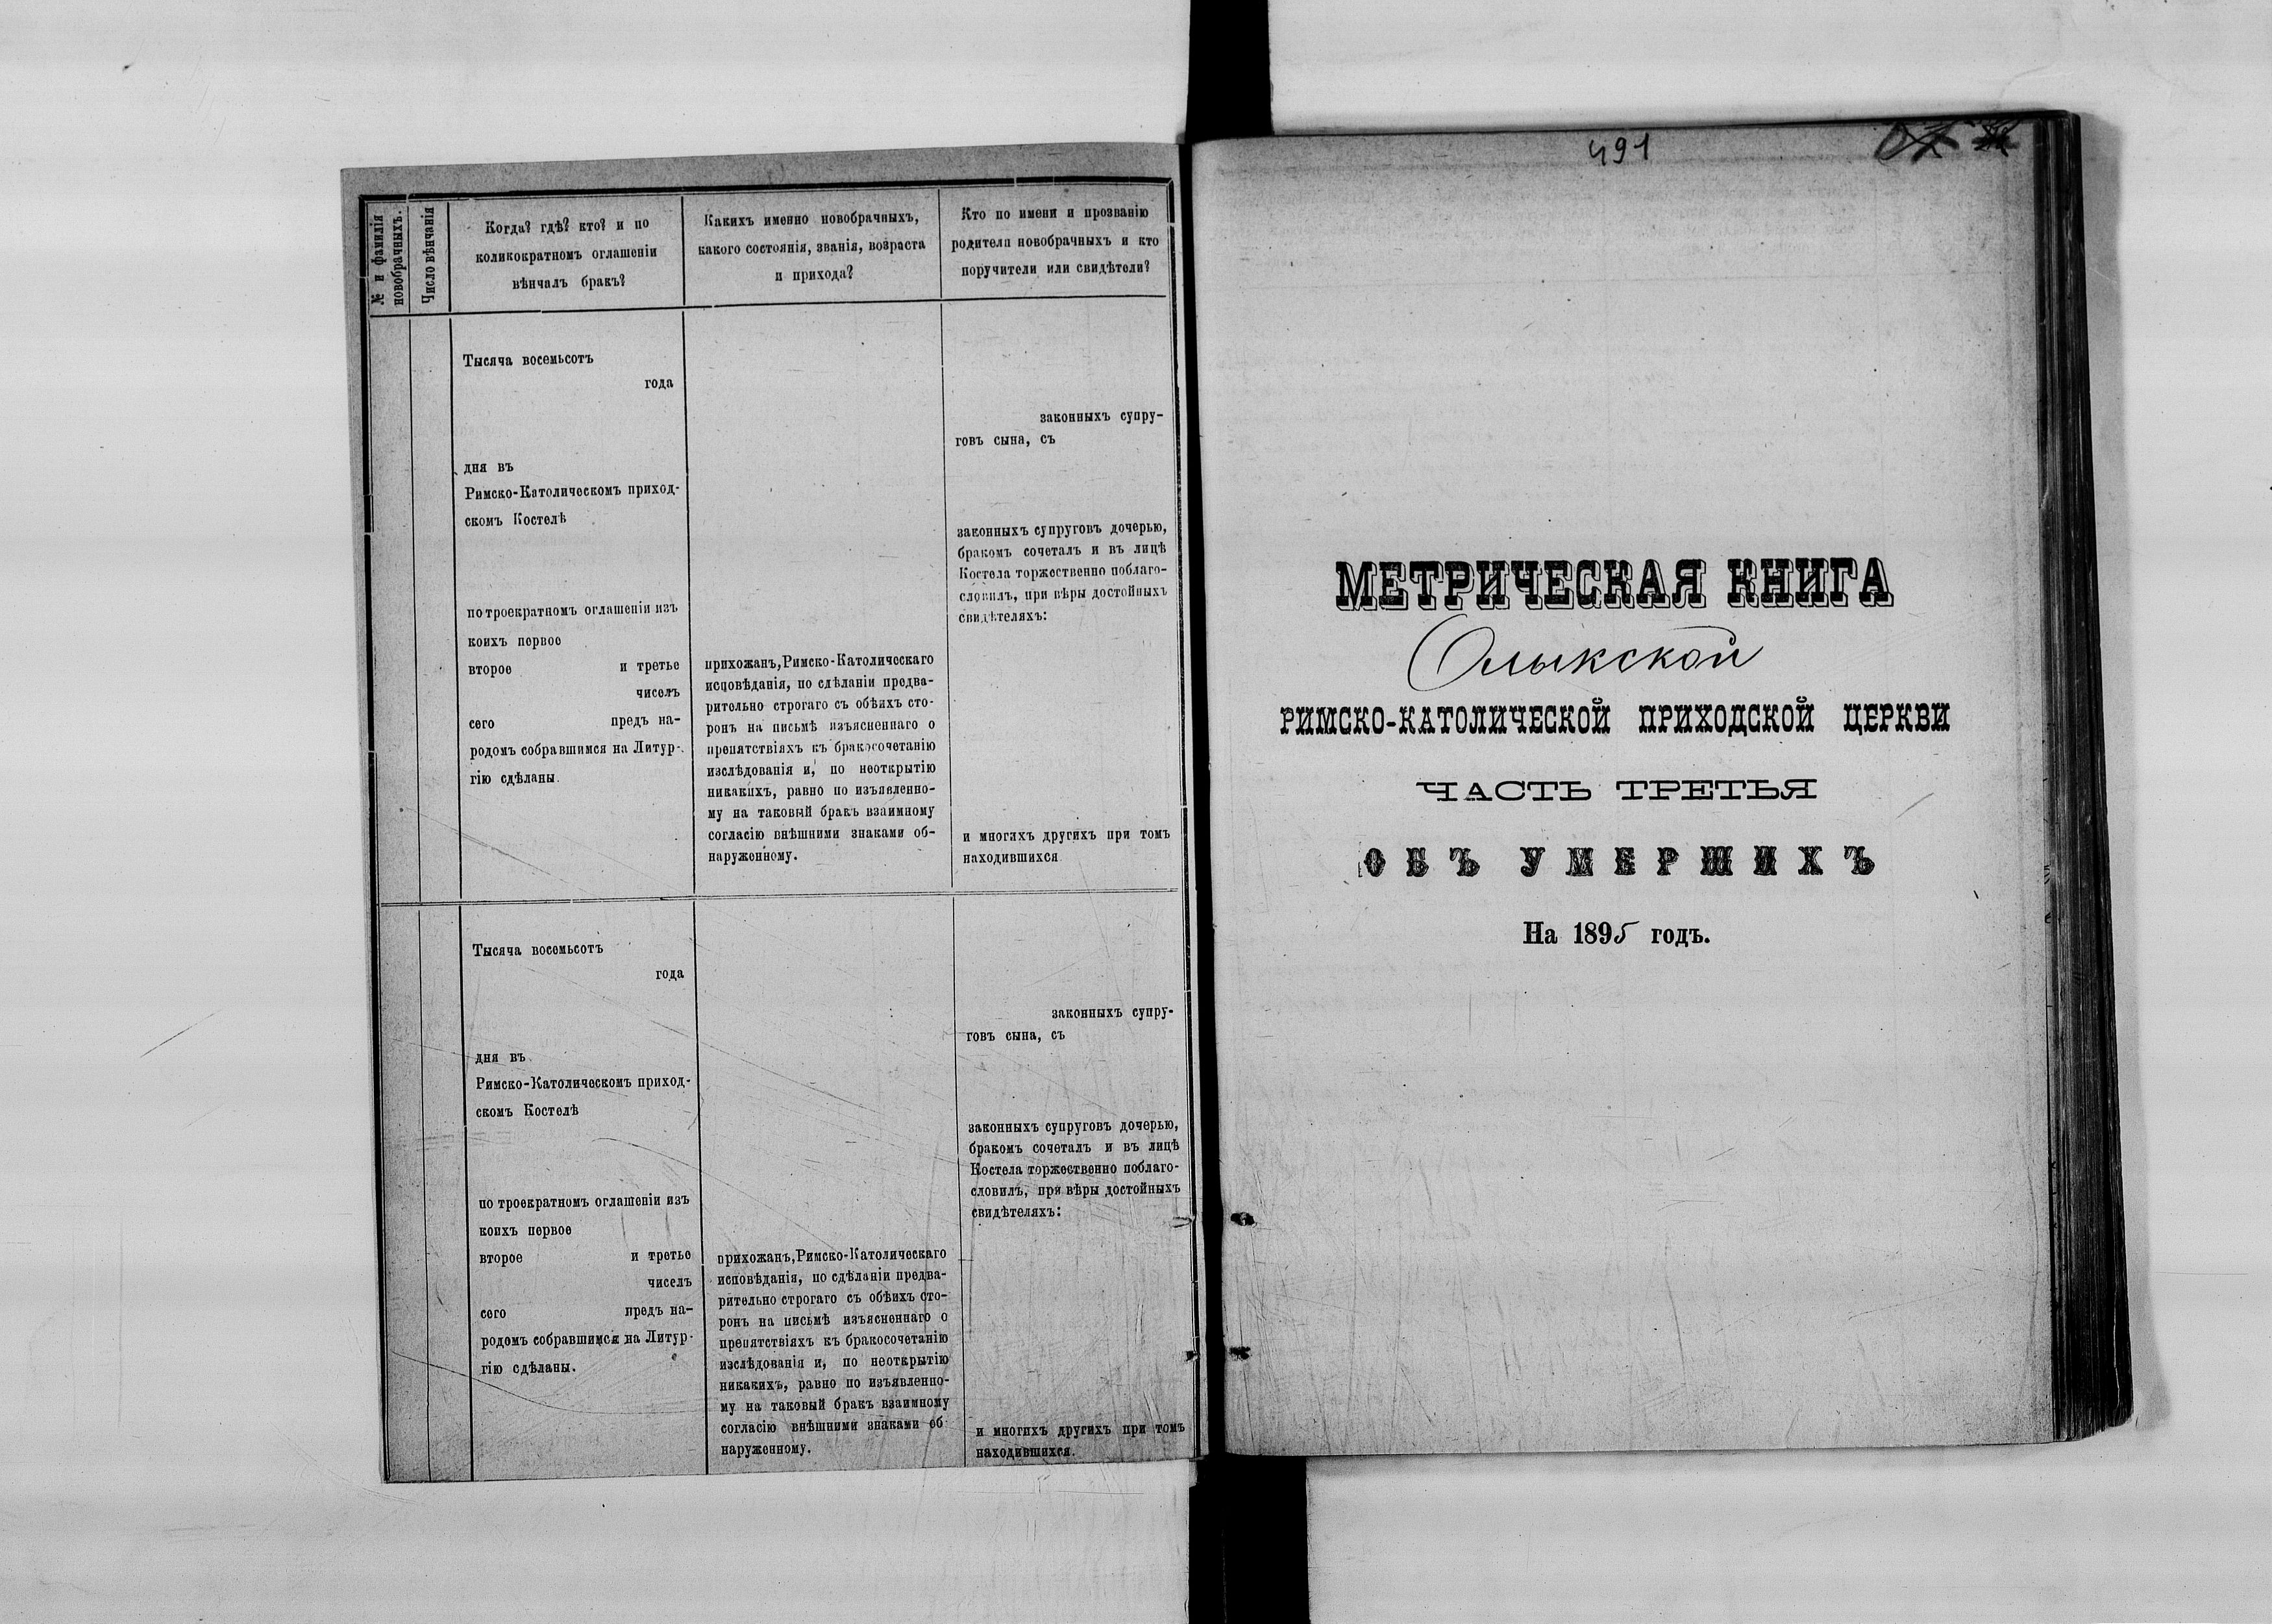 № и фамилія
новобрачныхъ.
Число вѣнчанія
Когда? гдѣ? кто? и по
коликократномъ оглашеніи
вѣнчалъ бракъ?
Какихъ именно новобрачныхъ,
какого состоянія, званія, возраста
и прихода?
Кто по имени и прозванію
родители новобрачныхъ и кто
поручители или свидѣтели?
Тысяча восемьсотъ
года
дня въ
Римско-Католическомъ приход-
скомъ Костелѣ
по троекратномъ оглашеніи изъ
коихъ первое
второе и третье
чиселъ
сего предъ на-
родомъ собравшимся на Литур-
гію сдѣланы.
прихожанъ, Римско-Католическаго
исповѣданія, по сдѣланіи предва-
рительно строгаго съ обѣихъ сто-
ронъ на письмѣ изъясненнаго о
препятствіяхъ къ бракосочетанію
изслѣдованія и, по неоткрытію
никакихъ, равно по изъявленно-
му на таковый бракъ взаимному
согласію внѣшними знаками об-
наруженному.
законныхъ супру-
говъ сына, съ
законныхъ супруговъ дочерью,
бракомъ сочеталъ и въ лицѣ
Костела торжественно поблаго-
словилъ, при вѣры достойныхъ
свидѣтеляхъ:
и многихъ другихъ при томъ
находившихся
Тысяча восемьсотъ
года
дня въ
Римско-Католическомъ приход-
скомъ Костелѣ
по троекратномъ оглашеніи изъ
коихъ первое
второе и третье
чиселъ
сего предъ на-
родомъ собравшимся на Литур-
гію сдѣланы.
прихожанъ, Римско-Католическаго
исповѣданія, по сдѣланіи предва-
рительно строгаго съ обѣихъ сто-
ронъ на письмѣ изъясненнаго о
препятствіяхъ къ бракосочетанію
изслѣдованія и, по неоткрытію
никакихъ, равно по изъявленно-
му на таковый бракъ взаимному
согласію внѣшними знаками об-
наруженному.
законныхъ супру-
говъ сына, съ
законныхъ супруговъ дочерью,
бракомъ сочеталъ и въ лицѣ
Костела торжественно поблаго-
словилъ, при вѣры достойныхъ
свидѣтеляхъ:
и многихъ другихъ при томъ
находившихся.
491
МЕТРИЧЕСКАЯ КНИГА
Олыкской
РИМСКО-КАТОЛИЧЕСКОЙ ПРИХОДСКОЙ ЦЕРКВИ
ЧАСТЬ ТРЕТЬЯ
ОБЪ УМЕРШИХЪ
На 1895 годъ.